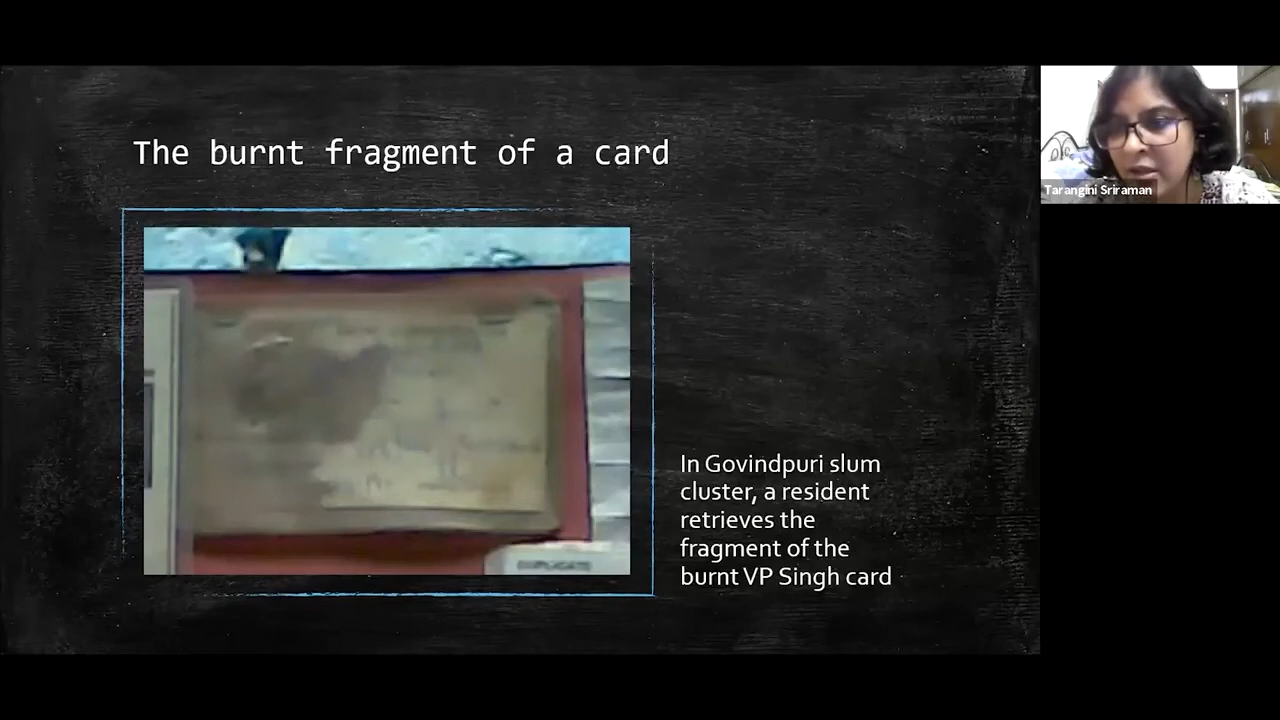 The burnt fragment of a card
Tarangini Sriraman
DUPLICATE
In Govindpuri slum
cluster, a resident
retrieves the
fragment of the
burnt VP Singh card